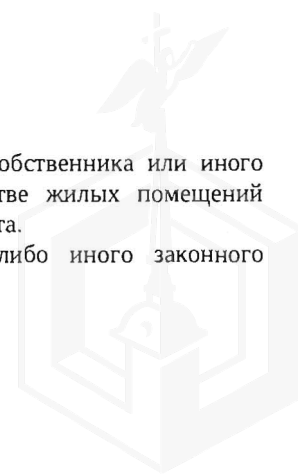 обственника или иного
тве жилых помещений
та.
либо иного законного